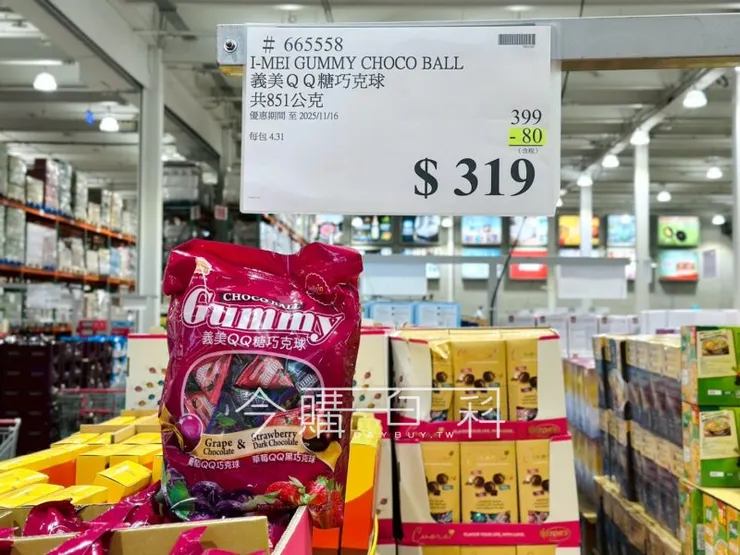 # 665558
I-MEI GUMMY CHOCO BALL
義美QQ糖巧克球
共851公克
優惠期間 至 2025/11/16
399
- 80
(含稅)
每包 4.31
$ 319
CHOCO BALL
Gummy
義美QQ糖巧克球
今購百科
DAYBUY.TW
Grape
Chocolate
&
Strawberry
Dark Chocolate
葡萄QQ巧克球
草莓QQ黑巧克球